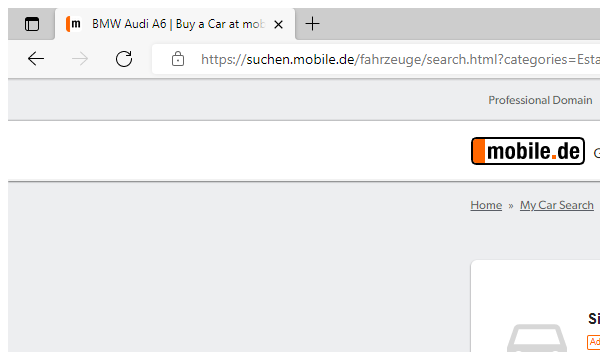 m BMW Audi A6 | Buy a Car at mob
https://suchen.mobile.de/fahrzeuge/search.html?categories=Esta
Professional Domain
mobile.de
Home » My Car Search
Si
Ad